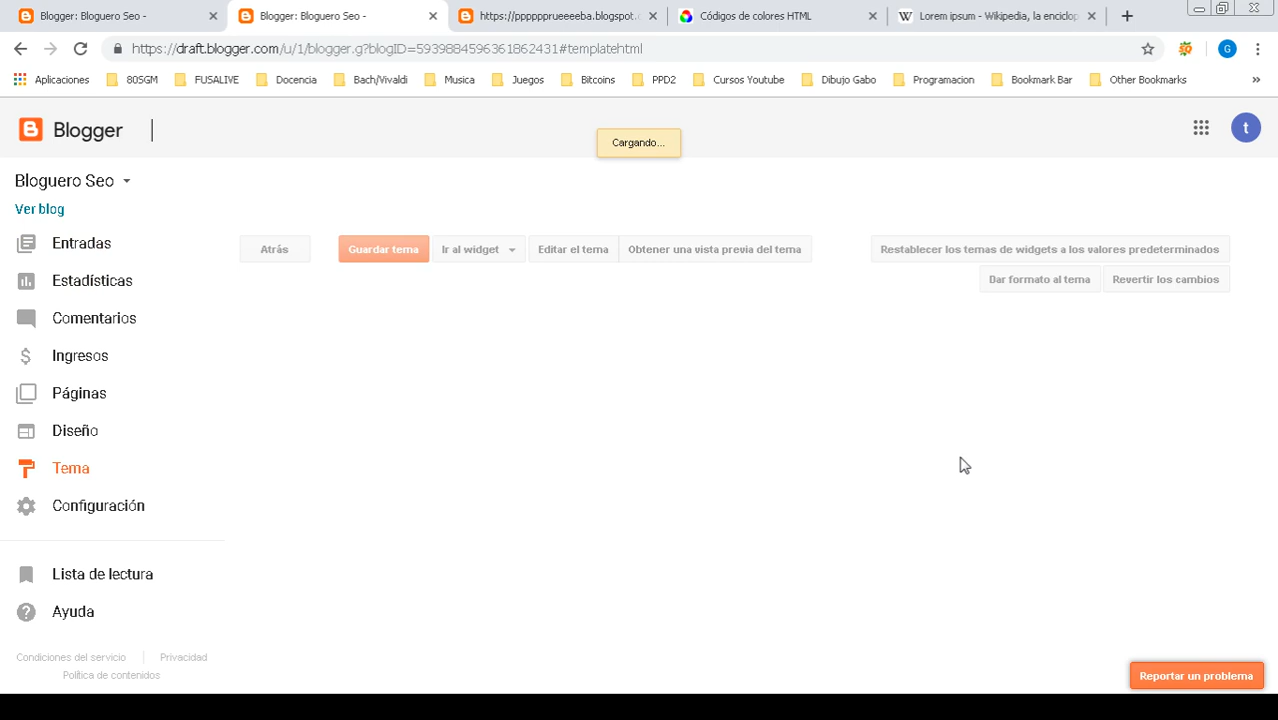 Blogger: Bloguero Seo -
Blogger: Bloguero Seo -
https://ppppppprueeeeba.blogspot.c
Códigos de colores HTML
Lorem ipsum - Wikipedia, la enciclop
https://draft.blogger.com/u/1/blogger.g?blogID=5939884596361862431#templatehtml
G
Aplicaciones
80SGM
FUSALIVE
Docencia
Bach/Vivaldi
Musica
Juegos
Bitcoins
PPD2
Cursos Youtube
Dibujo Gabo
Programacion
Bookmark Bar
Other Bookmarks
»
Blogger
Cargando...
t
Bloguero Seo
Ver blog
Entradas
Estadísticas
Comentarios
Ingresos
Páginas
Diseño
Tema
Configuración
Lista de lectura
Ayuda
Condiciones del servicio
Privacidad
Política de contenidos
Atrás
Guardar tema
Ir al widget
Editar el tema
Obtener una vista previa del tema
Restablecer los temas de widgets a los valores predeterminados
Dar formato al tema
Revertir los cambios
Reportar un problema